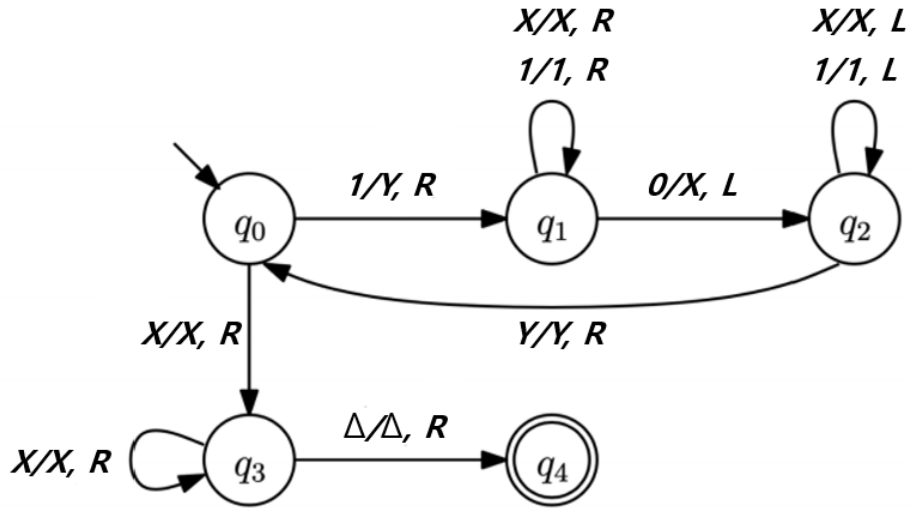 X/X, R
1/1, R
X/X, L
1/1, L
1/Y, R
0/X, L
q0
q1
q2
X/X, R
Y/Y, R
Δ/Δ, R
X/X, R
q3
q4